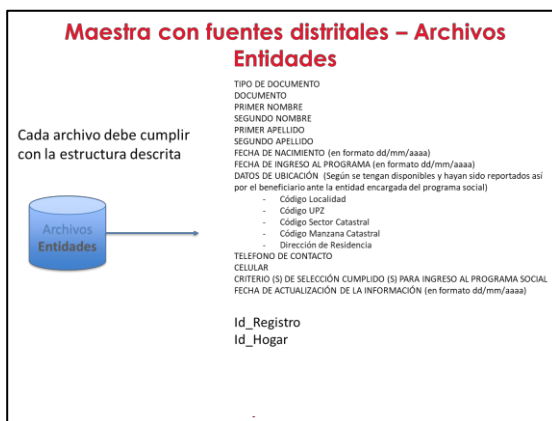 Maestra con fuentes distritales – Archivos
Entidades
Cada archivo debe cumplir
con la estructura descrita
Archivos
Entidades
TIPO DE DOCUMENTO
DOCUMENTO
PRIMER NOMBRE
SEGUNDO NOMBRE
PRIMER APELLIDO
SEGUNDO APELLIDO
FECHA DE NACIMIENTO (en formato dd/mm/aaaa)
FECHA DE INGRESO AL PROGRAMA (en formato dd/mm/aaaa)
DATOS DE UBICACIÓN (Según se tengan disponibles y hayan sido reportados así
por el beneficiario ante la entidad encargada del programa social)
- Código Localidad
- Código UPZ
- Código Sector Catastral
- Código Manzana Catastral
- Dirección de Residencia
TELEFONO DE CONTACTO
CELULAR
CRITERIO (S) DE SELECCIÓN CUMPLIDO (S) PARA INGRESO AL PROGRAMA SOCIAL
FECHA DE ACTUALIZACIÓN DE LA INFORMACIÓN (en formato dd/mm/aaaa)
Id_Registro
Id_Hogar